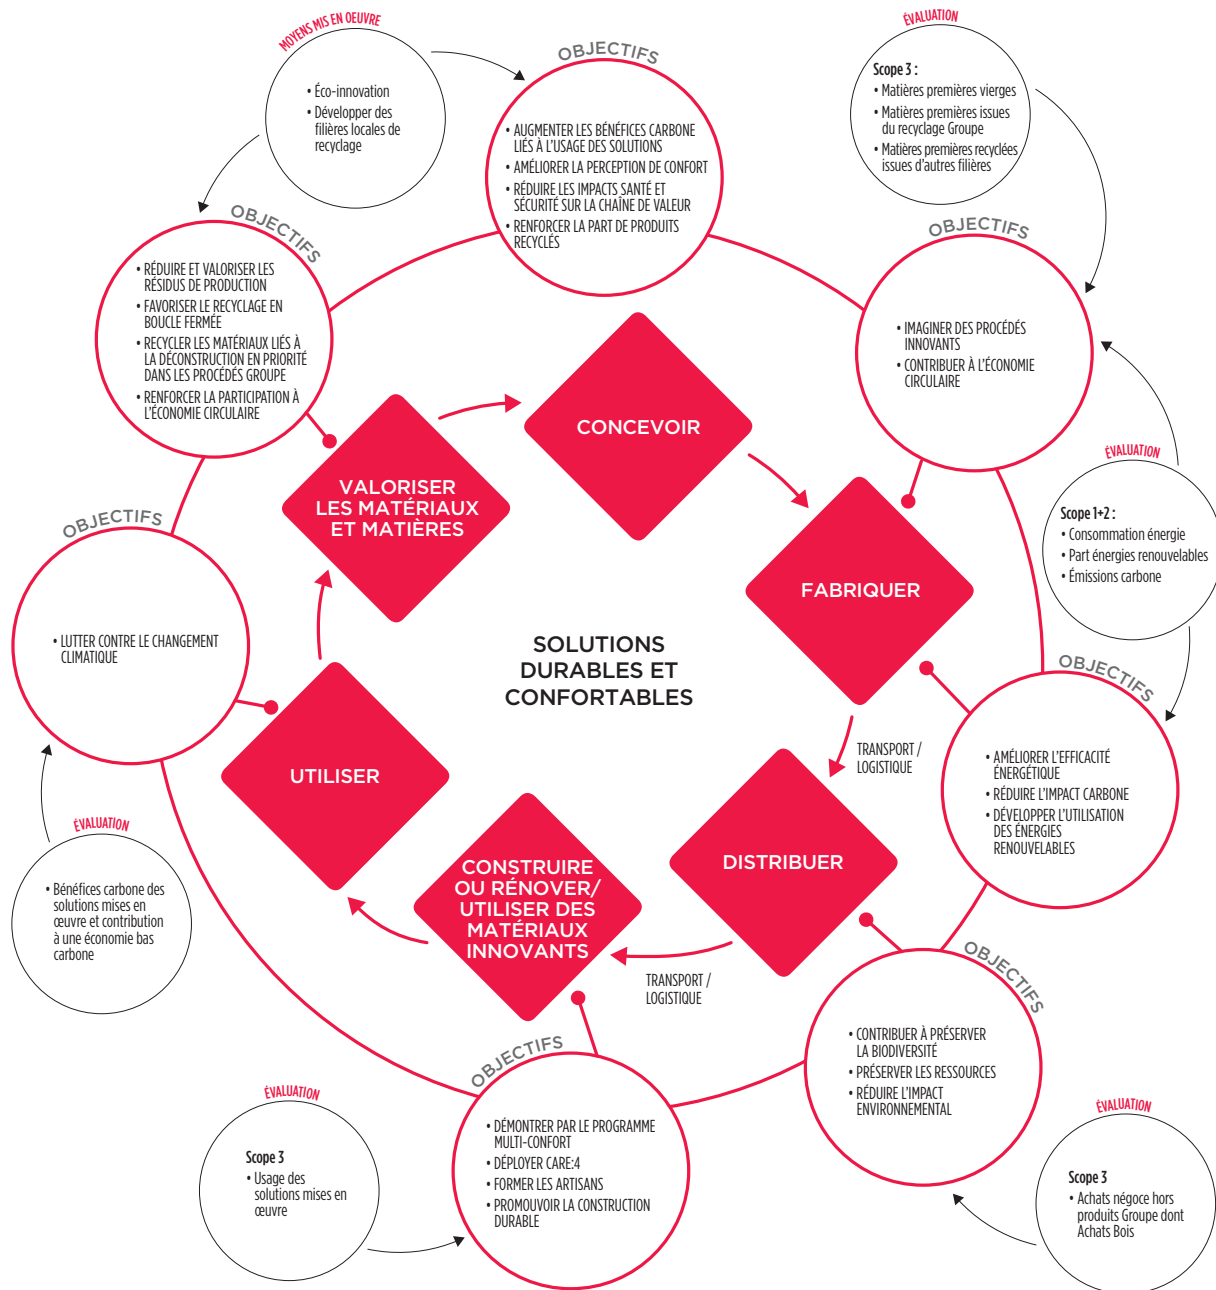 MOYENS MIS EN OEUVRE
• Éco-innovation
• Développer des
filières locales de
recyclage
OBJECTIFS
• AUGMENTER LES BÉNÉFICES CARBONE
LIÉS À L'USAGE DES SOLUTIONS
• AMÉLIORER LA PERCEPTION DE CONFORT
• RÉDUIRE LES IMPACTS SANTÉ ET
SÉCURITÉ SUR LA CHAÎNE DE VALEUR
• RENFORCER LA PART DE PRODUITS
RECYCLÉS
ÉVALUATION
Scope 3 :
• Matières premières vierges
• Matières premières issues
du recyclage Groupe
• Matières premières recyclées
issues d'autres filières
OBJECTIFS
• RÉDUIRE ET VALORISER LES
RÉSIDUS DE PRODUCTION
• FAVORISER LE RECYCLAGE EN
BOUCLE FERMÉE
• RECYCLER LES MATÉRIAUX LIÉS À
LA DÉCONSTRUCTION EN PRIORITÉ
DANS LES PROCÉDÉS GROUPE
• RENFORCER LA PARTICIPATION À
L'ÉCONOMIE CIRCULAIRE
OBJECTIFS
• IMAGINER DES PROCÉDÉS
INNOVANTS
• CONTRIBUER À L'ÉCONOMIE
CIRCULAIRE
CONCEVOIR
VALORISER
LES MATÉRIAUX
ET MATIÈRES
ÉVALUATION
Scope 1+2 :
• Consommation énergie
• Part énergies renouvelables
• Émissions carbone
OBJECTIFS
• LUTTER CONTRE LE CHANGEMENT
CLIMATIQUE
FABRIQUER
SOLUTIONS
DURABLES ET
CONFORTABLES
OBJECTIFS
• AMÉLIORER L'EFFICACITÉ
ÉNERGÉTIQUE
• RÉDUIRE L'IMPACT CARBONE
• DÉVELOPPER L'UTILISATION
DES ÉNERGIES
RENOUVELABLES
TRANSPORT /
LOGISTIQUE
UTILISER
DISTRIBUER
CONSTRUIRE
OU RÉNOVER/
UTILISER DES
MATÉRIAUX
INNOVANTS
TRANSPORT /
LOGISTIQUE
ÉVALUATION
• Bénéfices carbone des
solutions mises en
œuvre et contribution
à une économie bas
carbone
OBJECTIFS
• CONTRIBUER À PRÉSERVER
LA BIODIVERSITÉ
• PRÉSERVER LES RESSOURCES
• RÉDUIRE L'IMPACT
ENVIRONNEMENTAL
OBJECTIFS
• DÉMONTRER PAR LE PROGRAMME
MULTI-CONFORT
• DÉPLOYER CARE:4
• FORMER LES ARTISANS
• PROMOUVOIR LA CONSTRUCTION
DURABLE
ÉVALUATION
Scope 3
• Usage des
solutions mises en
œuvre
ÉVALUATION
Scope 3
• Achats négoce hors
produits Groupe dont
Achats Bois